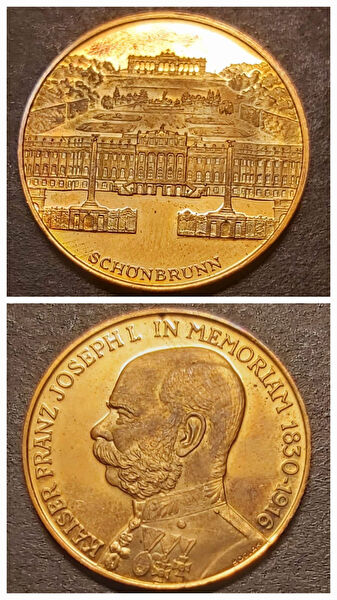 SCHÖNBRUNN
KAISER FRANZ JOSEPH I. IN MEMORIAM 1830-1916